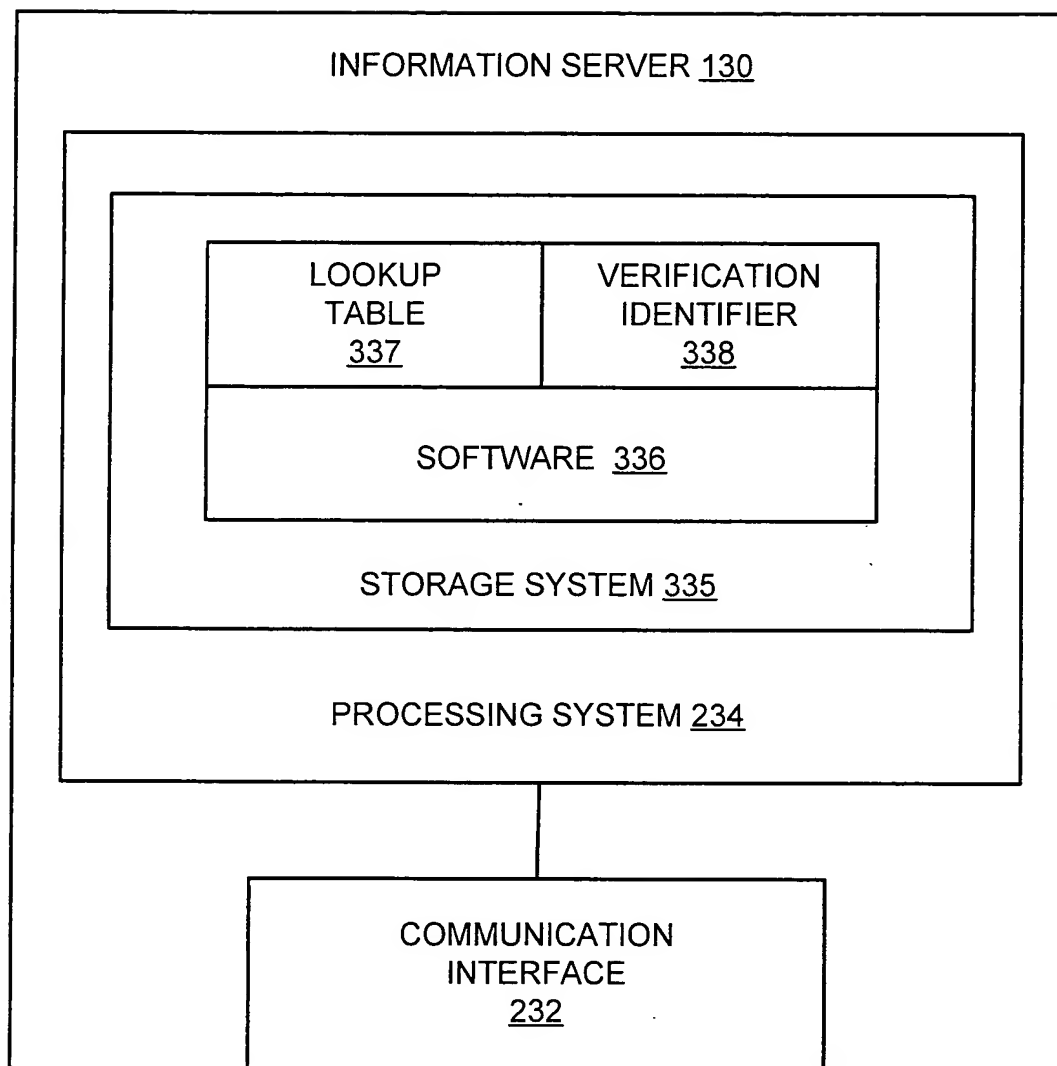 INFORMATION SERVER 130
LOOKUP
TABLE
337
VERIFICATION
IDENTIFIER
338
SOFTWARE 336
STORAGE SYSTEM 335
PROCESSING SYSTEM 234
COMMUNICATION
INTERFACE
232